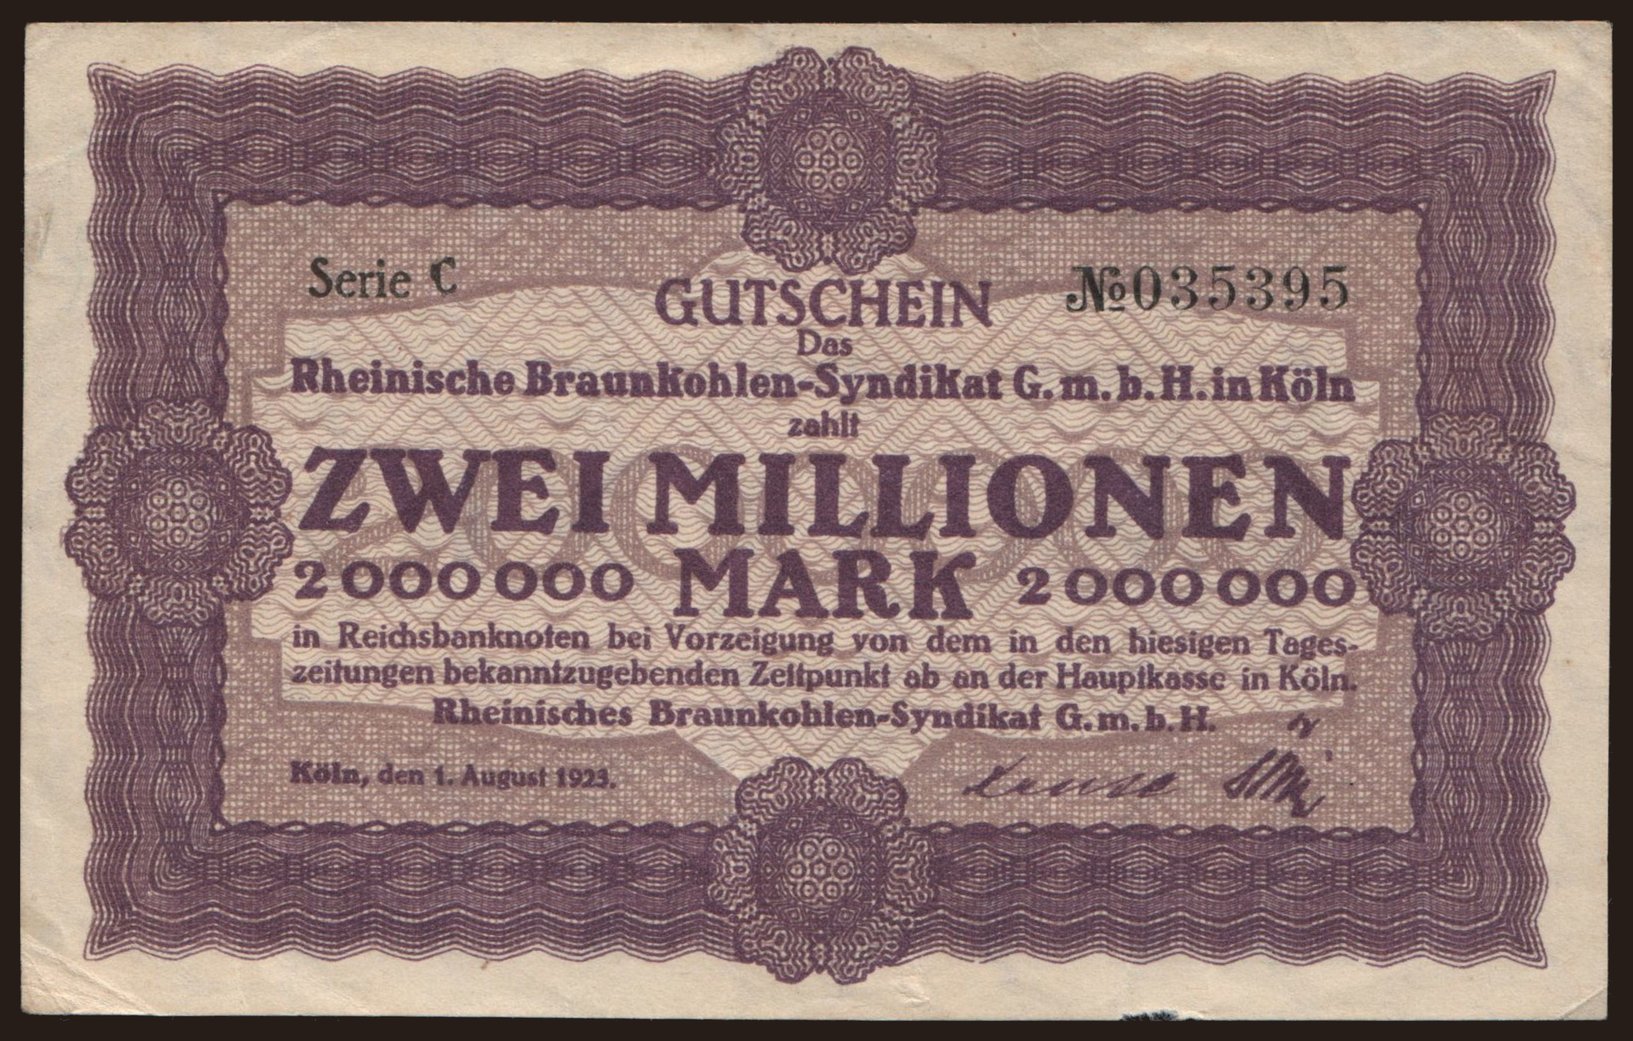 Serie C
GUTSCHEIN
№035395
Das
Rheinische Braunkohlen-Syndikat G.m.b.H. in Köln
zahlt
ZWEI MILLIONEN
2000000 MARK 2000000
in Reichsbanknoten bei Vorzeigung von dem in den hiesigen Tages-
zeitungen bekanntzugebenden Zeitpunkt ab an der Hauptkasse in Köln.
Rheinisches Braunkohlen-Syndikat G.m.b.H.
Köln, den 1. August 1923.